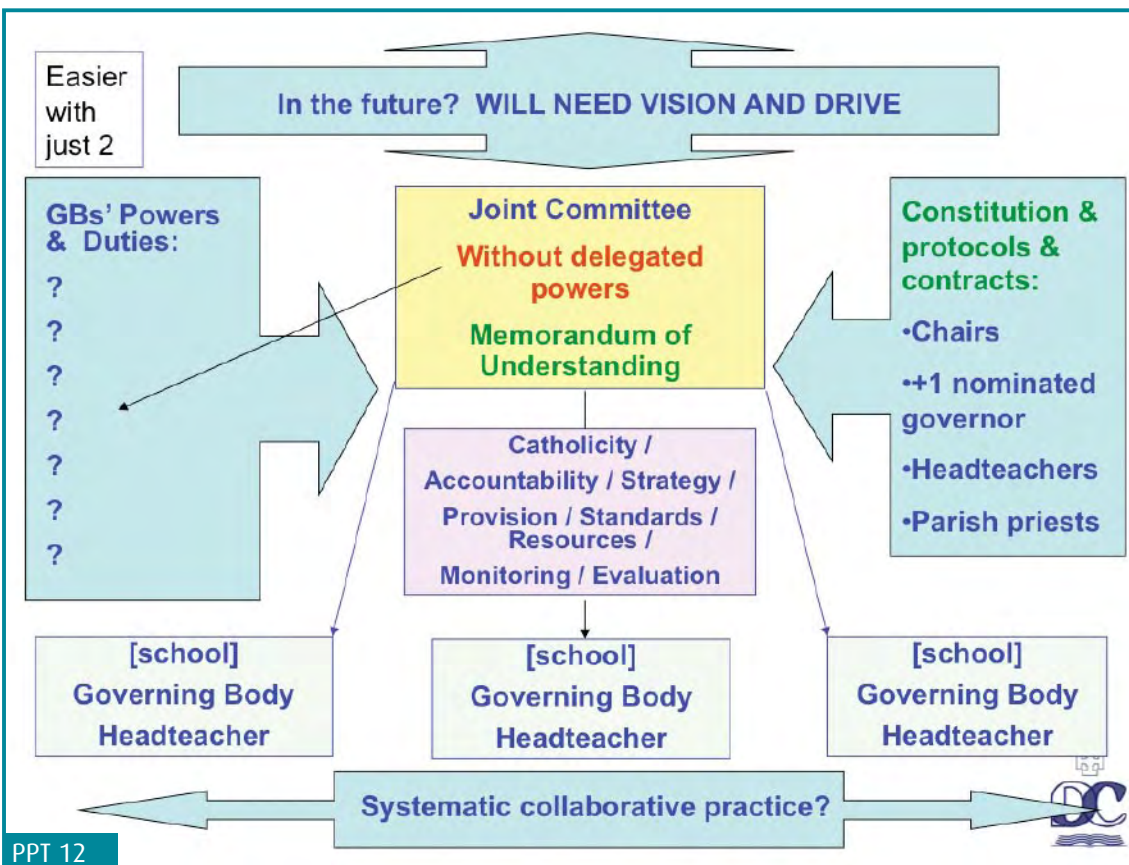 Easier
with
just 2
In the future? WILL NEED VISION AND DRIVE
GBs' Powers
& Duties:
?
?
?
?
?
?
?
Joint Committee
Without delegated
powers
Memorandum of
Understanding
Constitution &
protocols &
contracts:
•Chairs
•+1 nominated
governor
•Headteachers
•Parish priests
Catholicity /
Accountability / Strategy /
Provision / Standards /
Resources /
Monitoring / Evaluation
[school]
Governing Body
Headteacher
[school]
Governing Body
Headteacher
[school]
Governing Body
Headteacher
Systematic collaborative practice?
DC
PPT 12